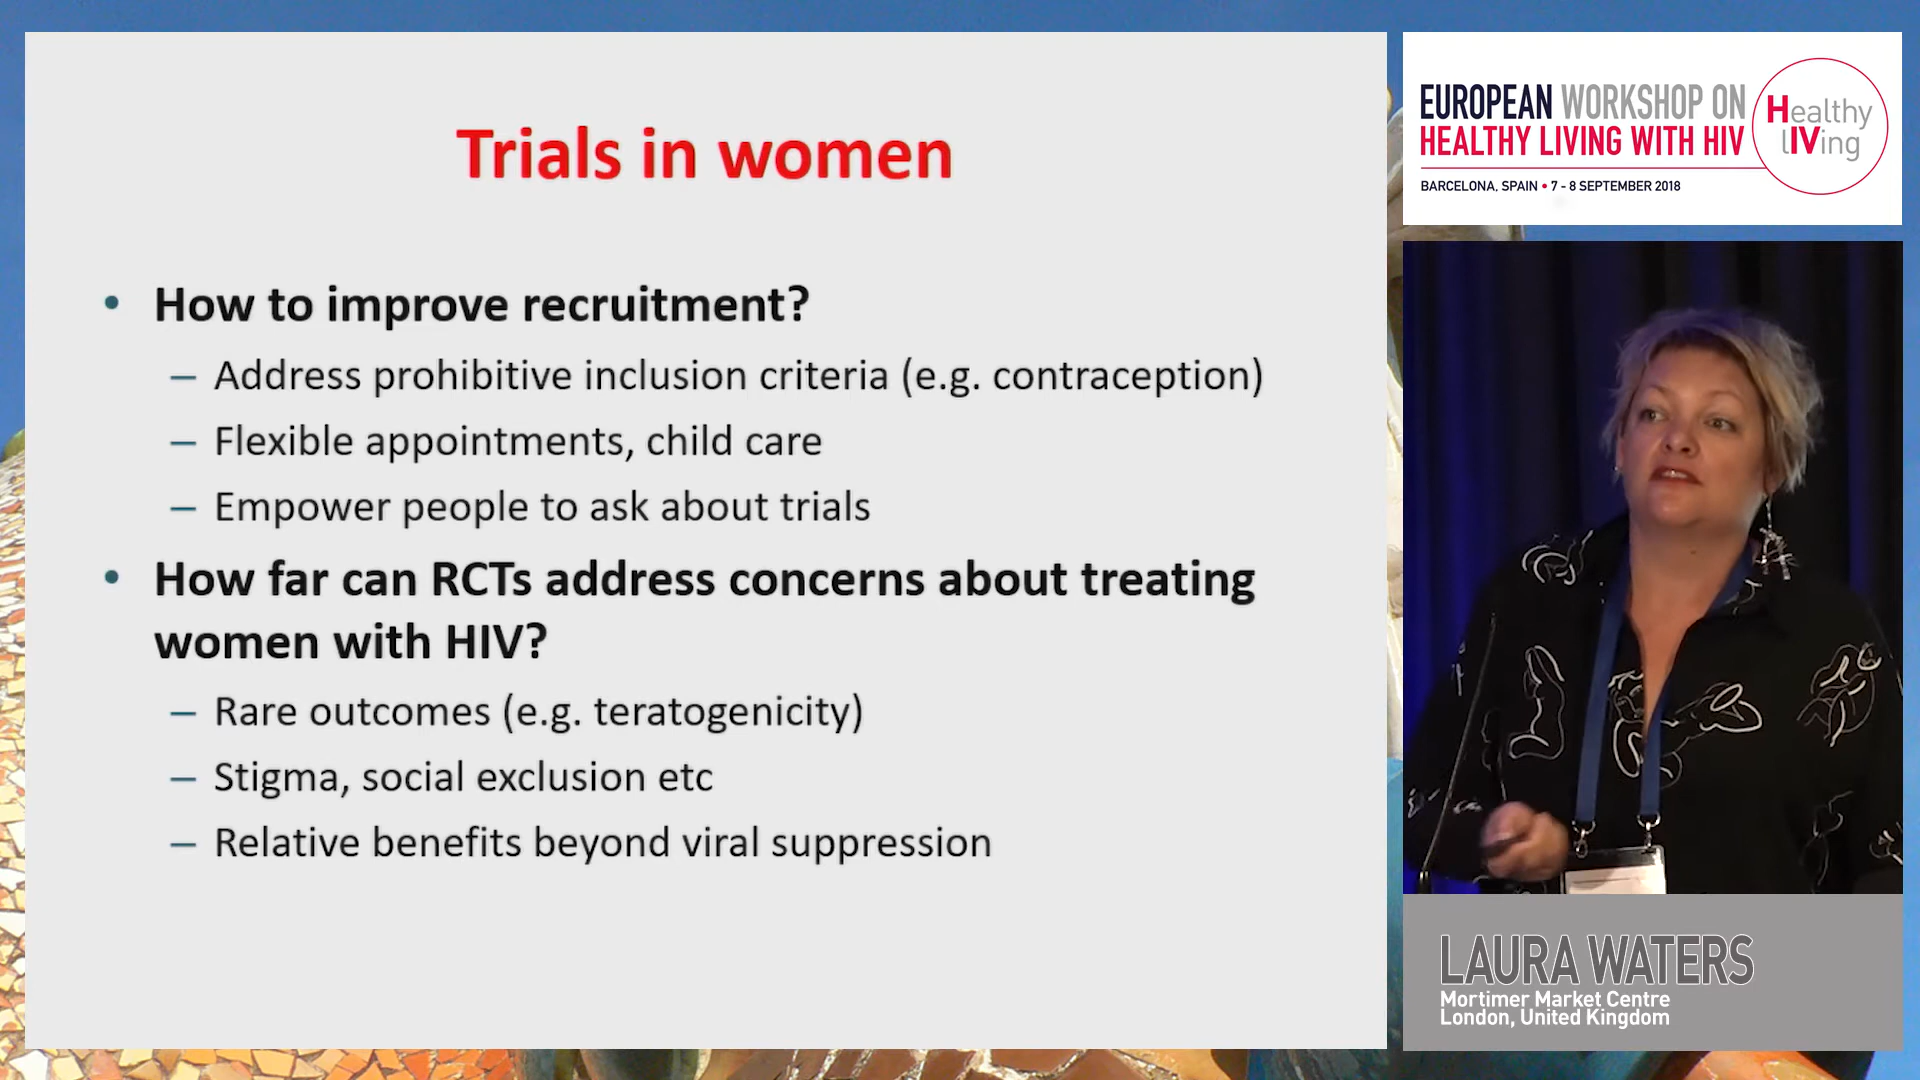 Trials in women
• How to improve recruitment?
– Address prohibitive inclusion criteria (e.g. contraception)
– Flexible appointments, child care
– Empower people to ask about trials
• How far can RCTs address concerns about treating
women with HIV?
– Rare outcomes (e.g. teratogenicity)
– Stigma, social exclusion etc
– Relative benefits beyond viral suppression
EUROPEAN WORKSHOP ON
HEALTHY LIVING WITH HIV
BARCELONA, SPAIN • 7 - 8 SEPTEMBER 2018
Healthy
lIVing
LAURA WATERS
Mortimer Market Centre
London, United Kingdom